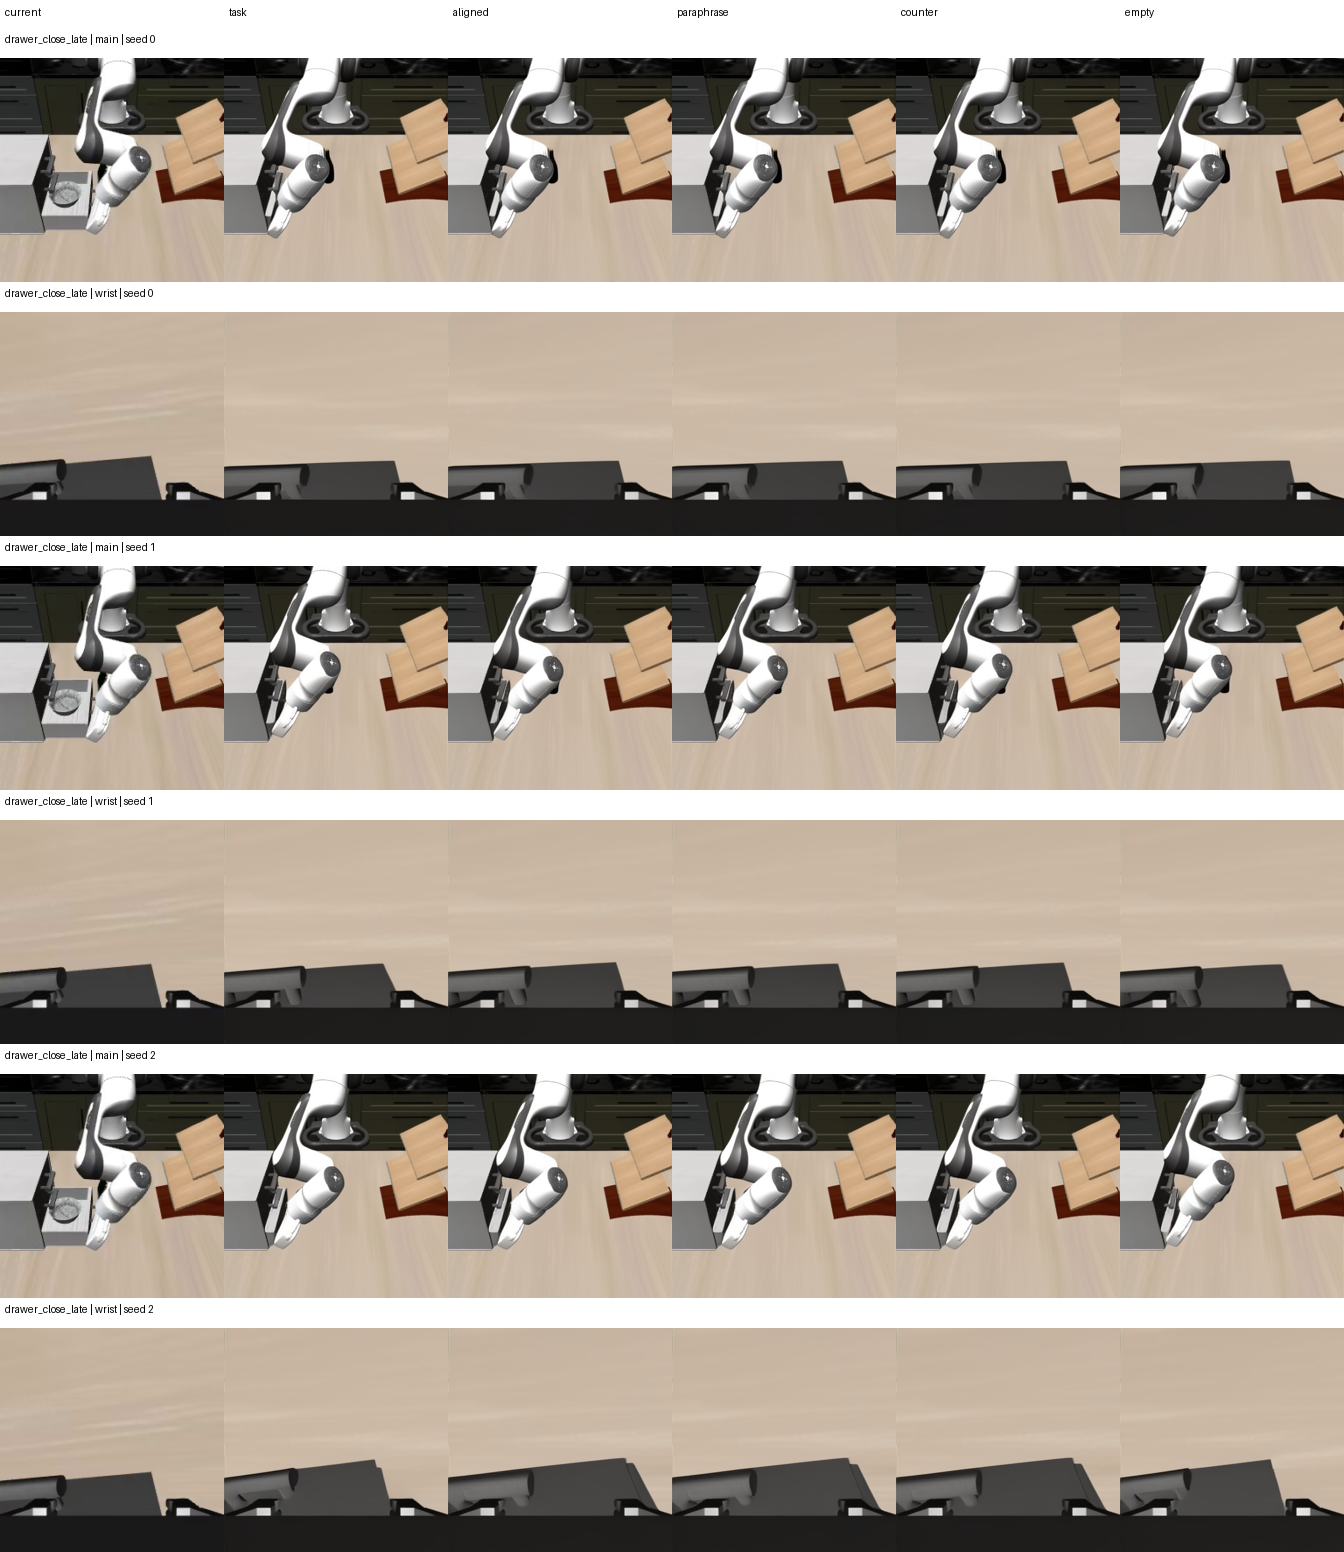 current task aligned paraphrase counter empty
drawer_close_late | main | seed 0
drawer_close_late | wrist | seed 0
drawer_close_late | main | seed 1
drawer_close_late | wrist | seed 1
drawer_close_late | main | seed 2
drawer_close_late | wrist | seed 2